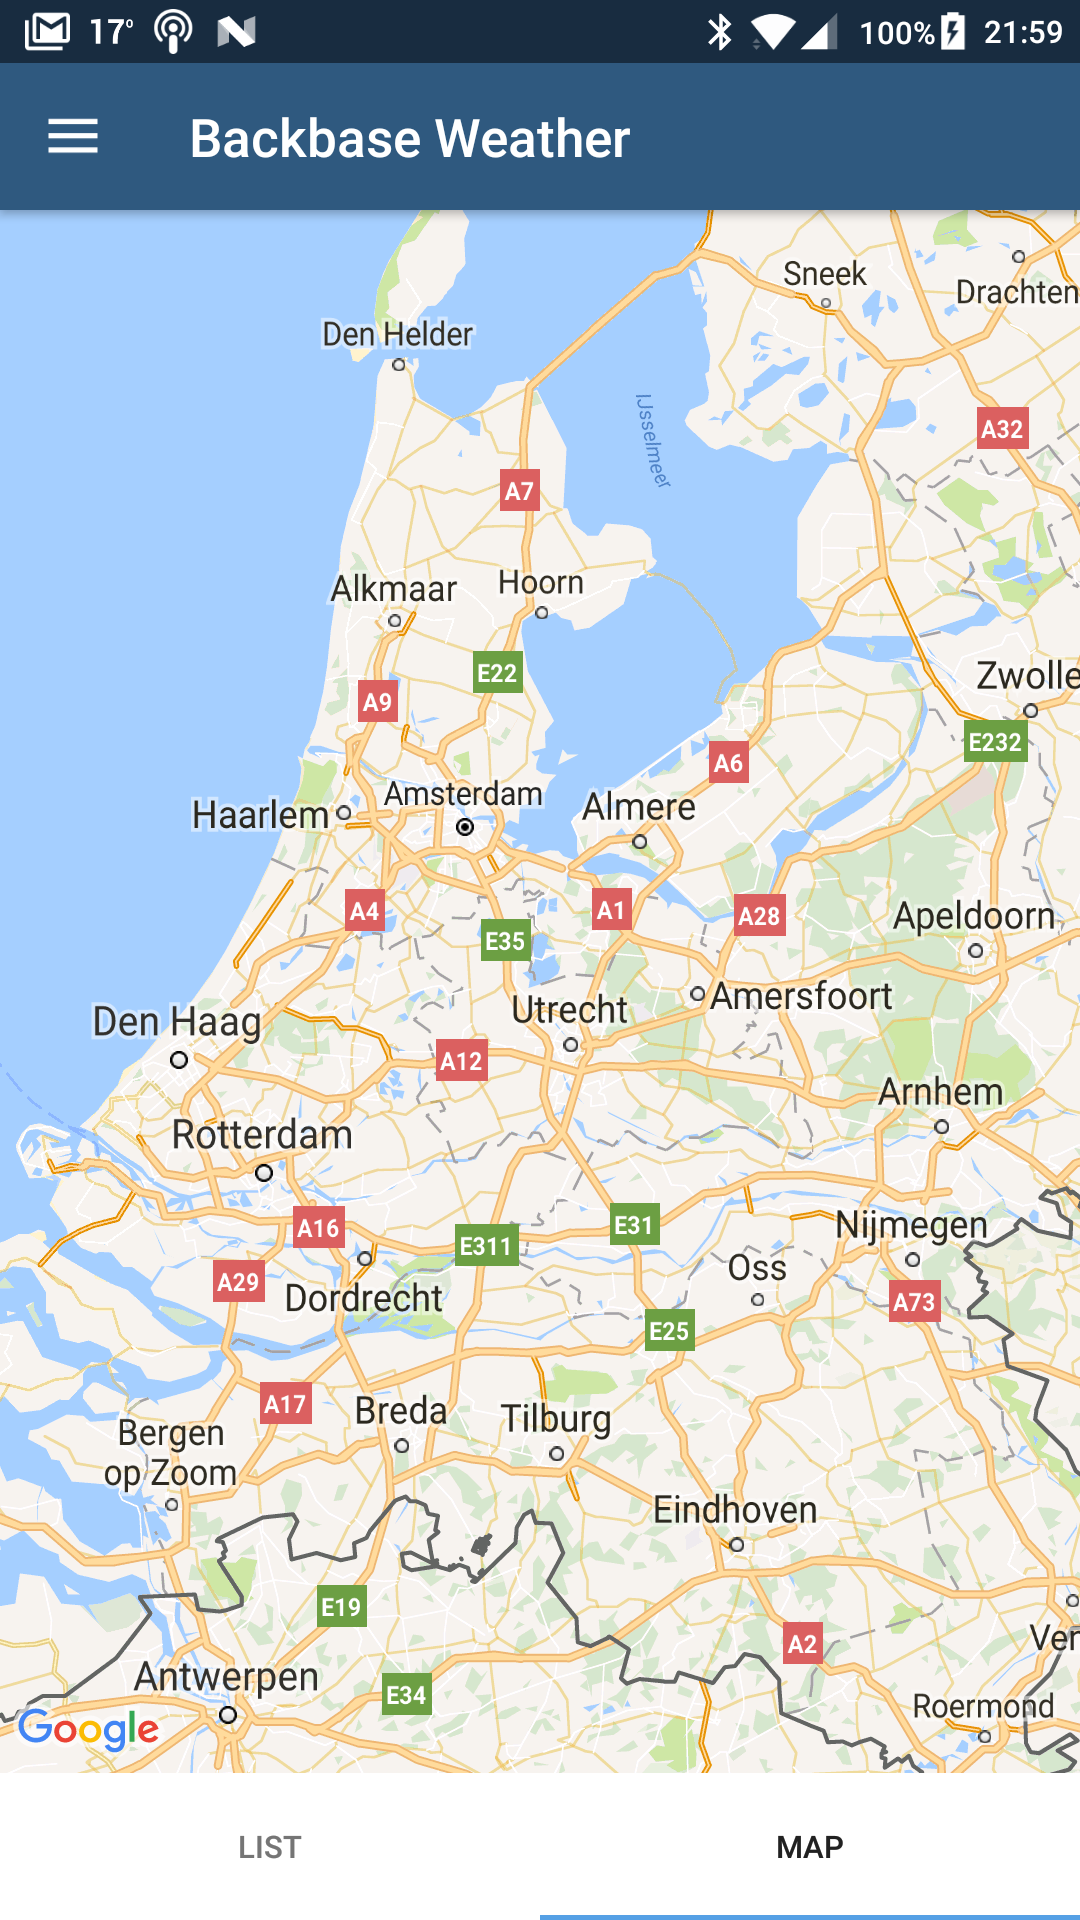 17° 100% 21:59
Backbase Weather
Sneek
Drachten
Den Helder
IJsselmeer
A32
A7
Alkmaar
Hoorn
E22
Zwolle
A9
E232
A6
Amsterdam
Haarlem
Almere
A4
A1
A28
Apeldoorn
E35
Amersfoort
Utrecht
Den Haag
A12
Arnhem
Rotterdam
A16
E31
Nijmegen
E311
Oss
A29
Dordrecht
A73
E25
A17
Breda
Tilburg
Bergen
op Zoom
Eindhoven
E19
A2
Ver
Antwerpen
E34
Roermond
Google
LIST
MAP